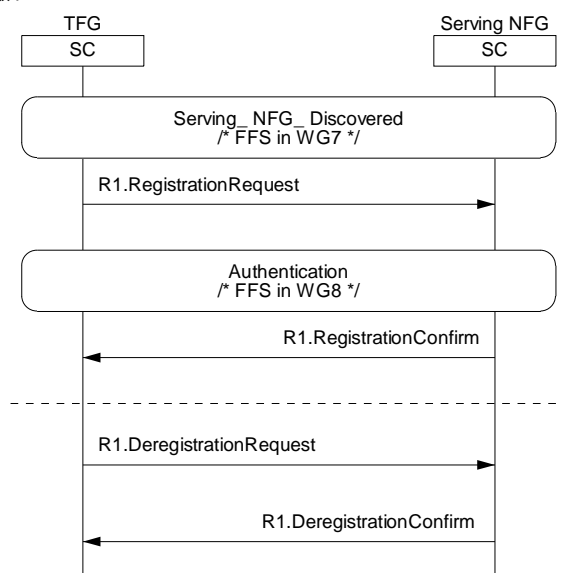 TFG
Serving NFG
SC
SC
Serving_ NFG_ Discovered
/* FFS in WG7 */
R1.RegistrationRequest
Authentication
/* FFS in WG8 */
R1.RegistrationConfirm
R1.DeregistrationRequest
R1.DeregistrationConfirm